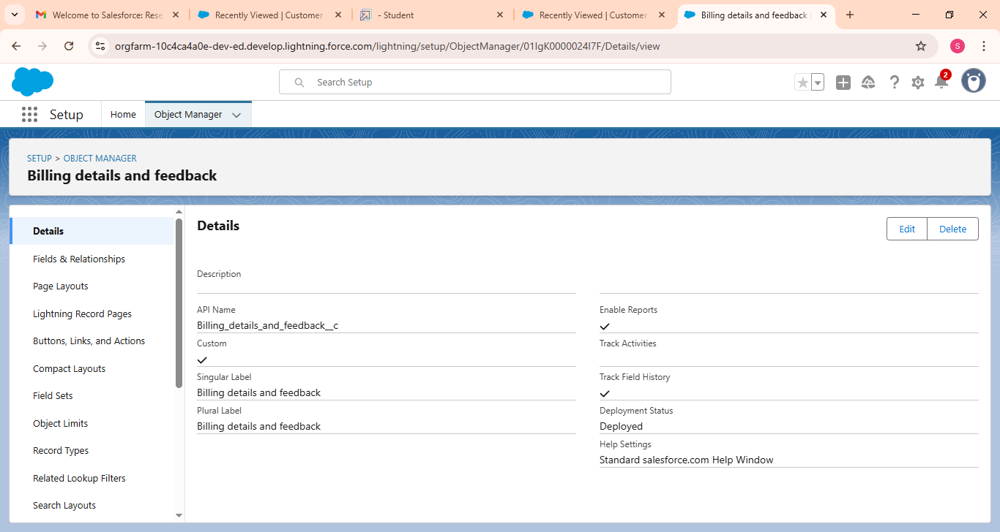 Welcome to Salesforce: Rese
Recently Viewed | Customer
- Student
Recently Viewed | Customer
Billing details and feedback |
orgfarm-10c4ca4a0e-dev-ed.develop.lightning.force.com/lightning/setup/ObjectManager/01IgK0000024I7F/Details/view
S
Search Setup
2
Setup
Home
Object Manager
SETUP > OBJECT MANAGER
Billing details and feedback
Details
Fields & Relationships
Page Layouts
Lightning Record Pages
Buttons, Links, and Actions
Compact Layouts
Field Sets
Object Limits
Record Types
Related Lookup Filters
Search Layouts
Details
Edit
Delete
Description
API Name
Billing_details_and_feedback__c
Custom
Singular Label
Billing details and feedback
Plural Label
Billing details and feedback
Enable Reports
Track Activities
Track Field History
Deployment Status
Deployed
Help Settings
Standard salesforce.com Help Window